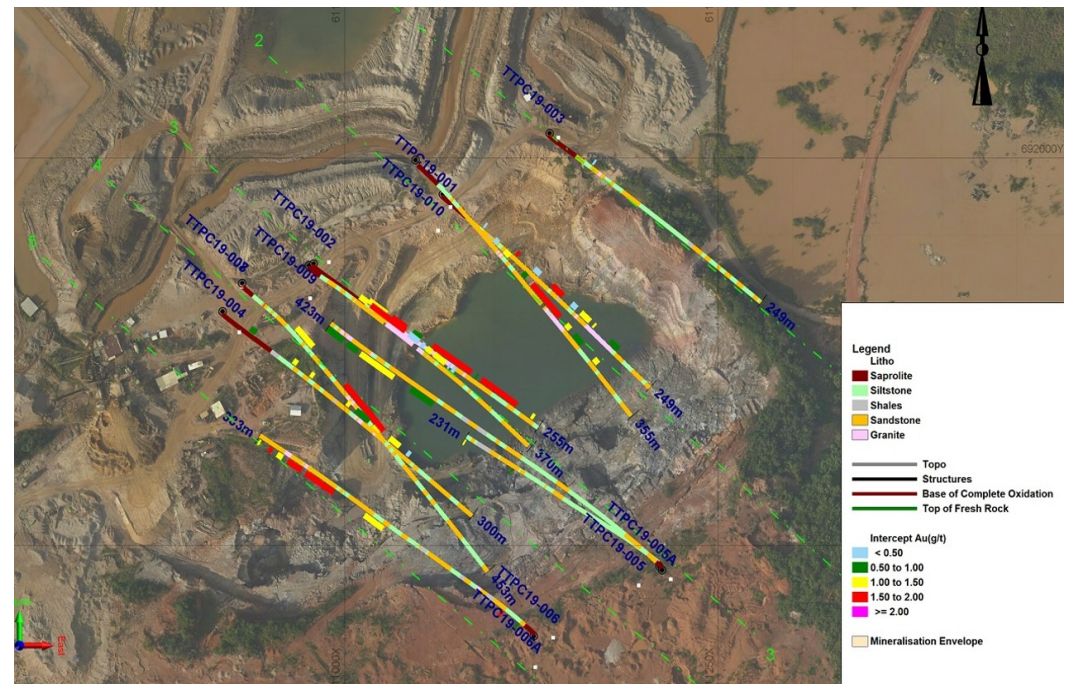 61
61
2
TTPC19-003
3
TTPC19-001
692000Y
4
TTPC19-010
TTPC19-002
TTPC19-008
TTPC19-009
5
TTPC19-004
423m
249m
249m
231m
333m
355m
255m
370m
TTPC19-005A
300m
TTPC19-005
453m
TTPC19-006
TTPC19-006A
East
3
Legend
Litho
Saprolite
Siltstone
Shales
Sandstone
Granite
Topo
Structures
Base of Complete Oxidation
Top of Fresh Rock
Intercept Au(g/t)
< 0.50
0.50 to 1.00
1.00 to 1.50
1.50 to 2.00
>= 2.00
Mineralisation Envelope